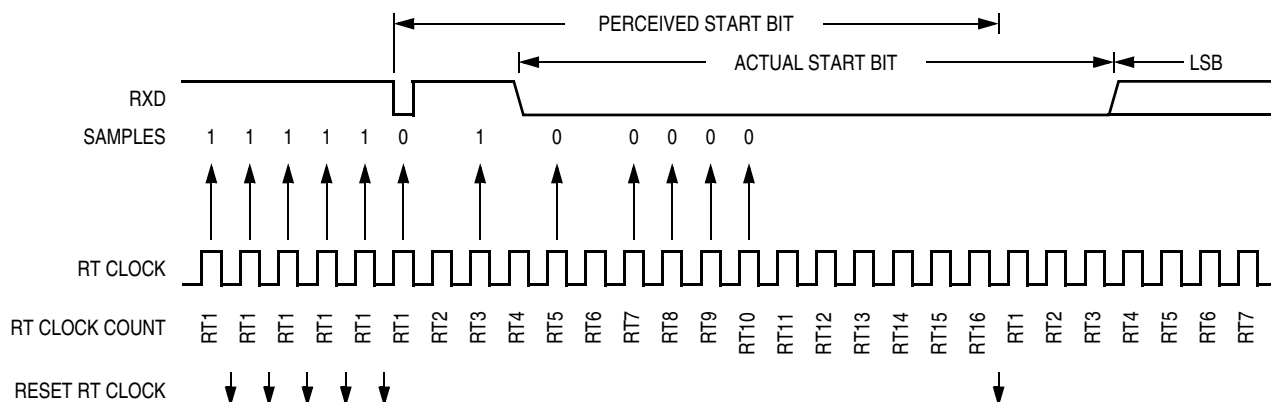 PERCEIVED START BIT
ACTUAL START BIT LSB
RXD
SAMPLES 1 1 1 1 1 0 1 0 0 0 0 0
RT CLOCK
RT CLOCK COUNT RT1 RT1 RT1 RT1 RT1 RT1 RT2 RT3 RT4 RT5 RT6 RT7 RT8 RT9 RT10 RT11 RT12 RT13 RT14 RT15 RT16 RT1 RT2 RT3 RT4 RT5 RT6 RT7
RESET RT CLOCK